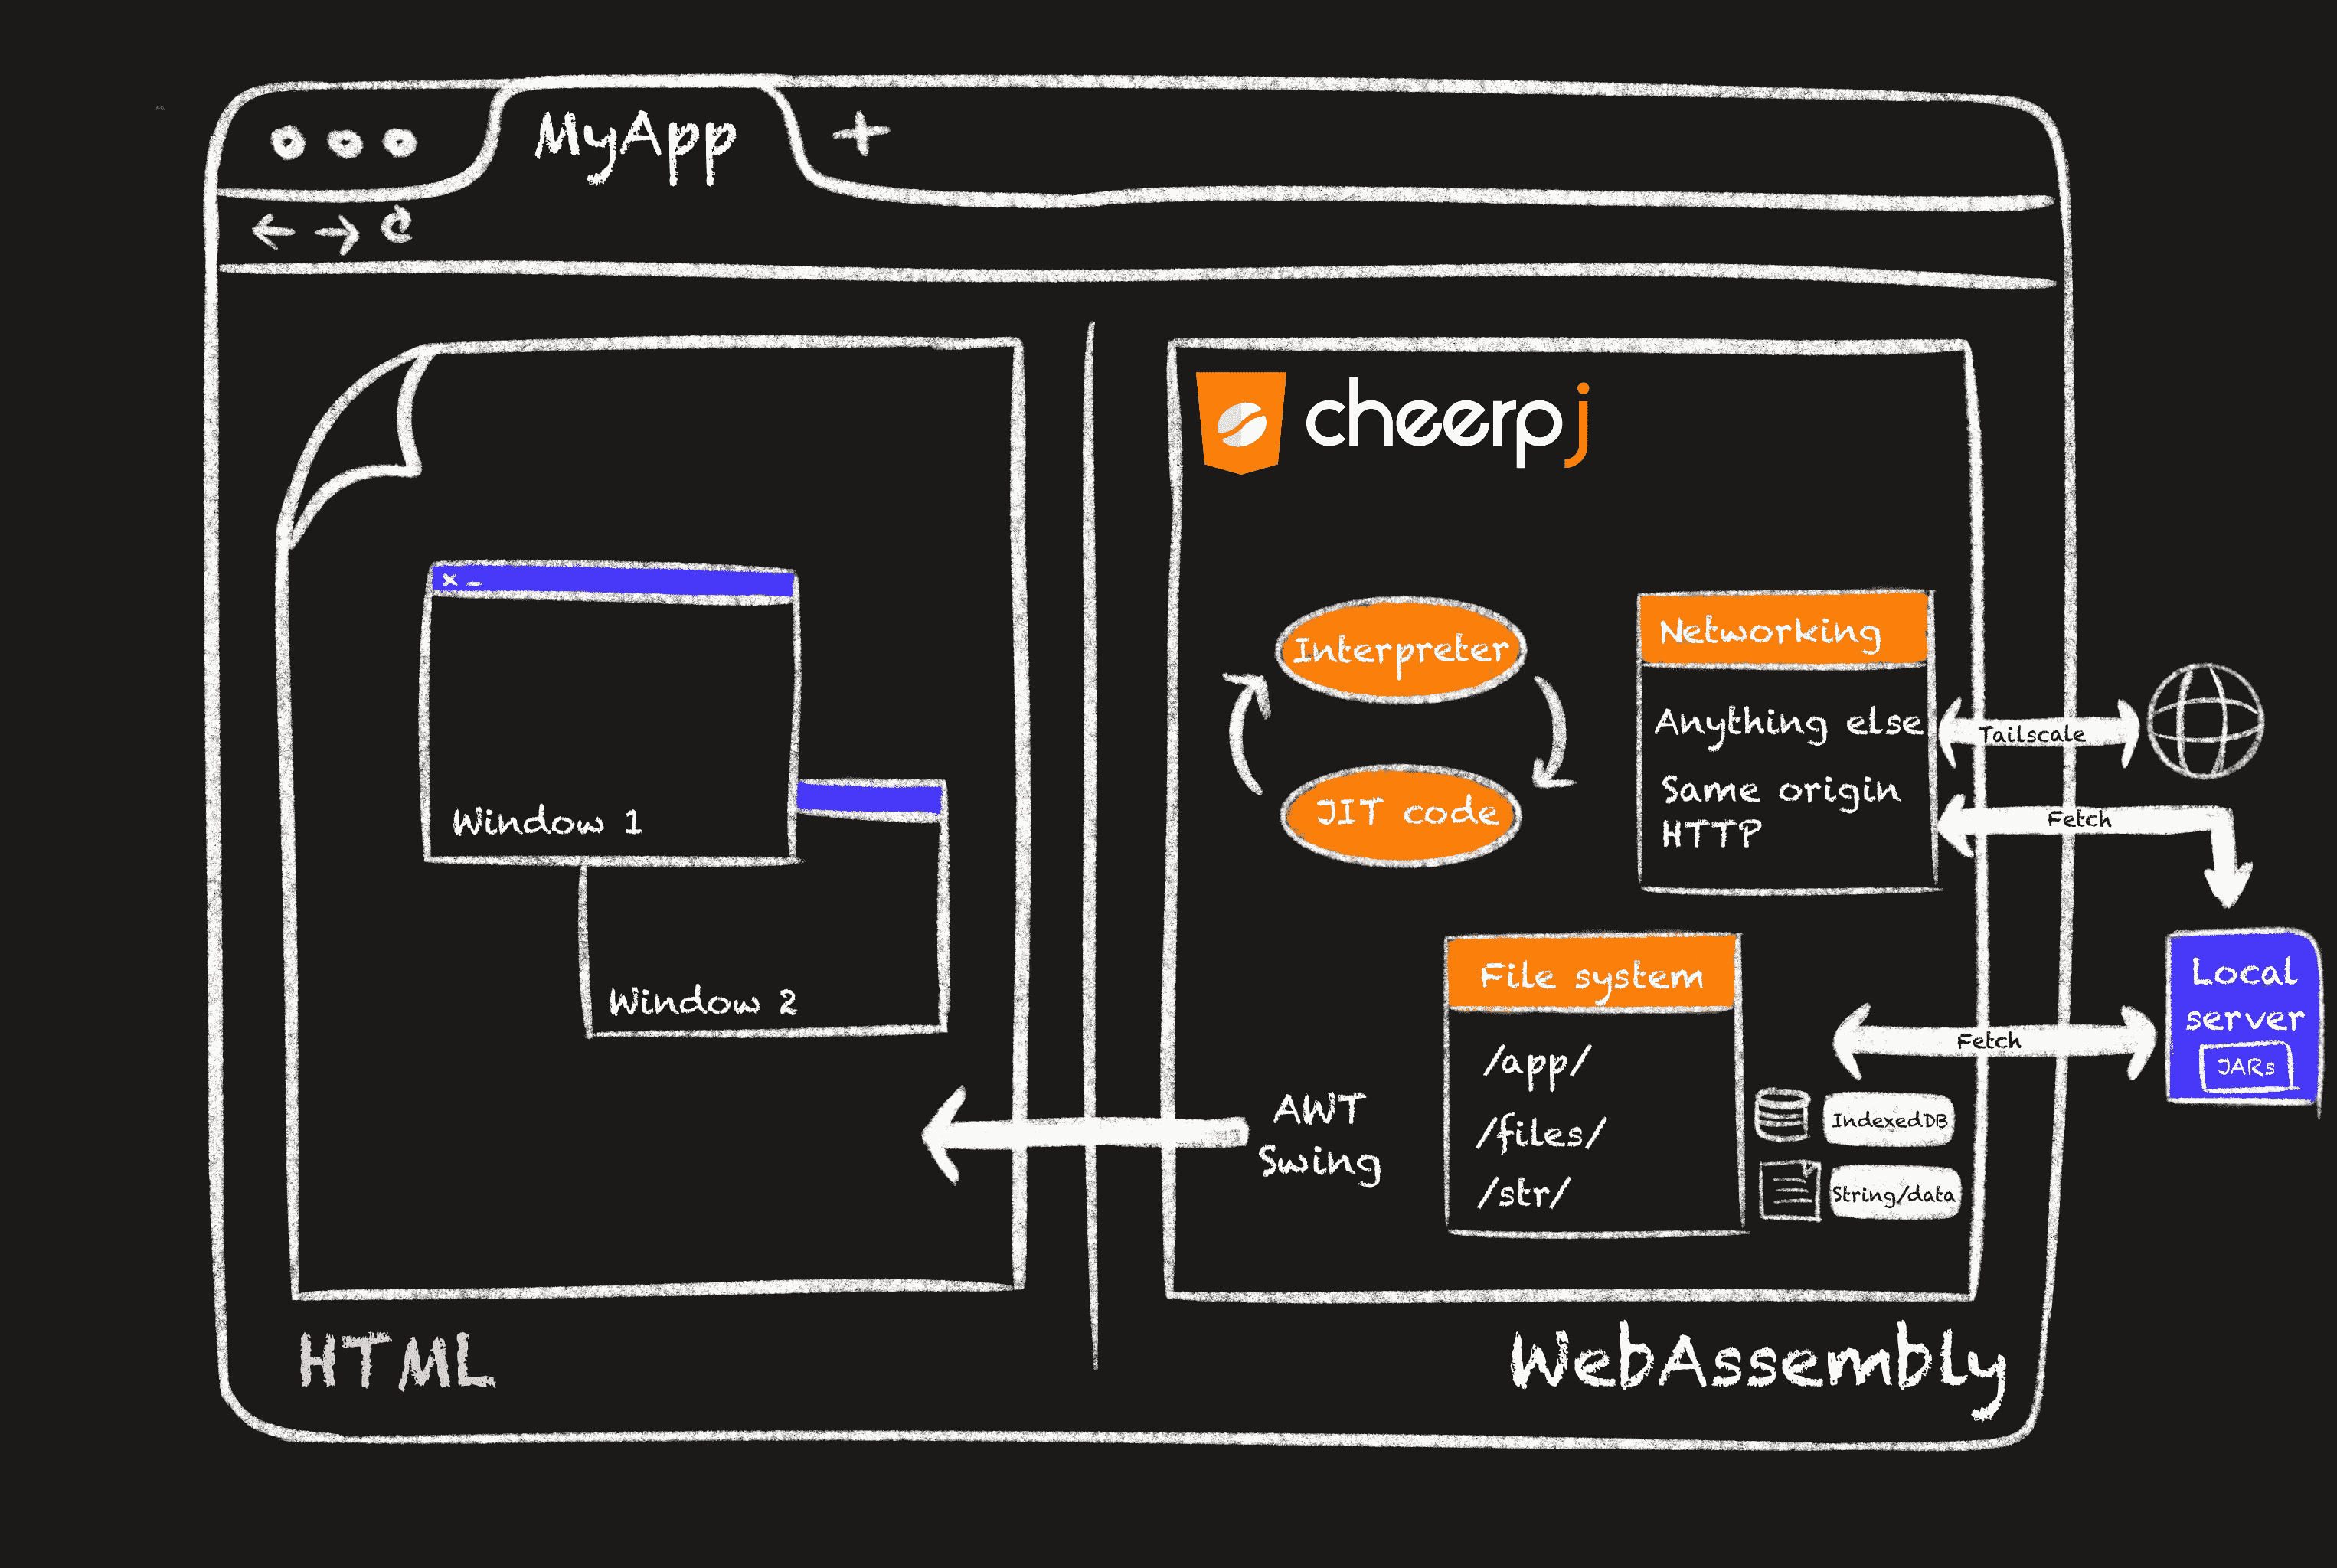 MyApp +
cheerpj
x -
Window 1
Window 2
Interpreter
JIT code
Networking
Anything else
Same origin
HTTP
Tailscale
Fetch
File system
/app/
/files/
/str/
Fetch
IndexedDB
String/data
Local
server
JARs
AWT
Swing
HTML
WebAssembly